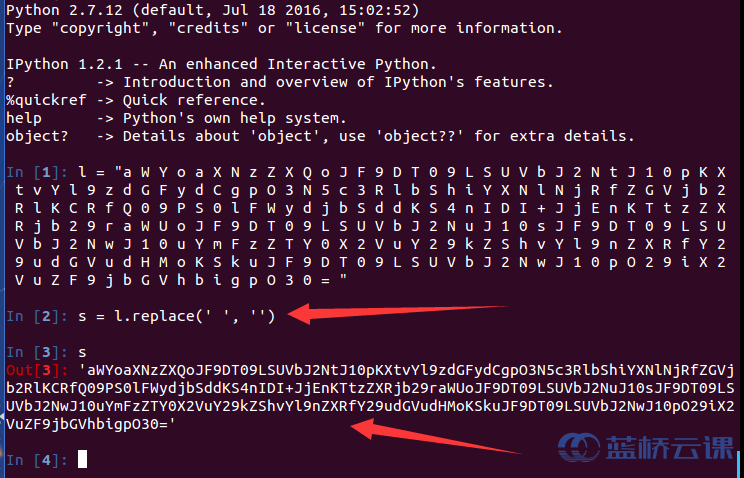 Python 2.7.12 (default, Jul 18 2016, 15:02:52)
Type "copyright", "credits" or "license" for more information.
IPython 1.2.1 -- An enhanced Interactive Python.
?         -> Introduction and overview of IPython's features.
%quickref -> Quick reference.
help      -> Python's own help system.
object?   -> Details about 'object', use 'object??' for extra details.
In [1]: l = "a W Y o a X N z Z X Q o J F 9 D T 0 9 L S U V b J 2 N t J 1 0 p K X
t v Y l 9 z d G F y d C g p O 3 N 5 c 3 R l b S h i Y X N l N j R f Z G V j b 2
R l K C R f Q 0 9 P S 0 l F W y d j b S d d K S 4 n I D I + J j E n K T t z Z X
R j b 2 9 r a W U o J F 9 D T 0 9 L S U V b J 2 N u J 1 0 s J F 9 D T 0 9 L S U
V b J 2 N w J 1 0 u Y m F z Z T Y 0 X 2 V u Y 2 9 k Z S h v Y l 9 n Z X R f Y 2
9 u d G V u d H M o K S k u J F 9 D T 0 9 L S U V b J 2 N w J 1 0 p O 2 9 i X 2
V u Z F 9 j b G V h b i g p O 3 0 = "
In [2]: s = l.replace(' ', '')
In [3]: s
Out[3]: 'aWYoaXNzZXQoJF9DT09LSUVbJ2NtJ10pKXtvYl9zdGFydCgpO3N5c3RlbShiYXNlNjRfZGVj
b2RlKCRfQ09PS0lFWydjbSddKS4nIDI+JjEnKTtzZXRjb29raWUoJF9DT09LSUVbJ2NuJ10sJF9DT09LS
UVbJ2NwJ10uYmFzZTY0X2VuY29kZShvYl9nZXRfY29udGVudHMoKSkuJF9DT09LSUVbJ2NwJ10pO29iX2
VuZF9jbGVhbigpO30='
In [4]:
蓝桥云课